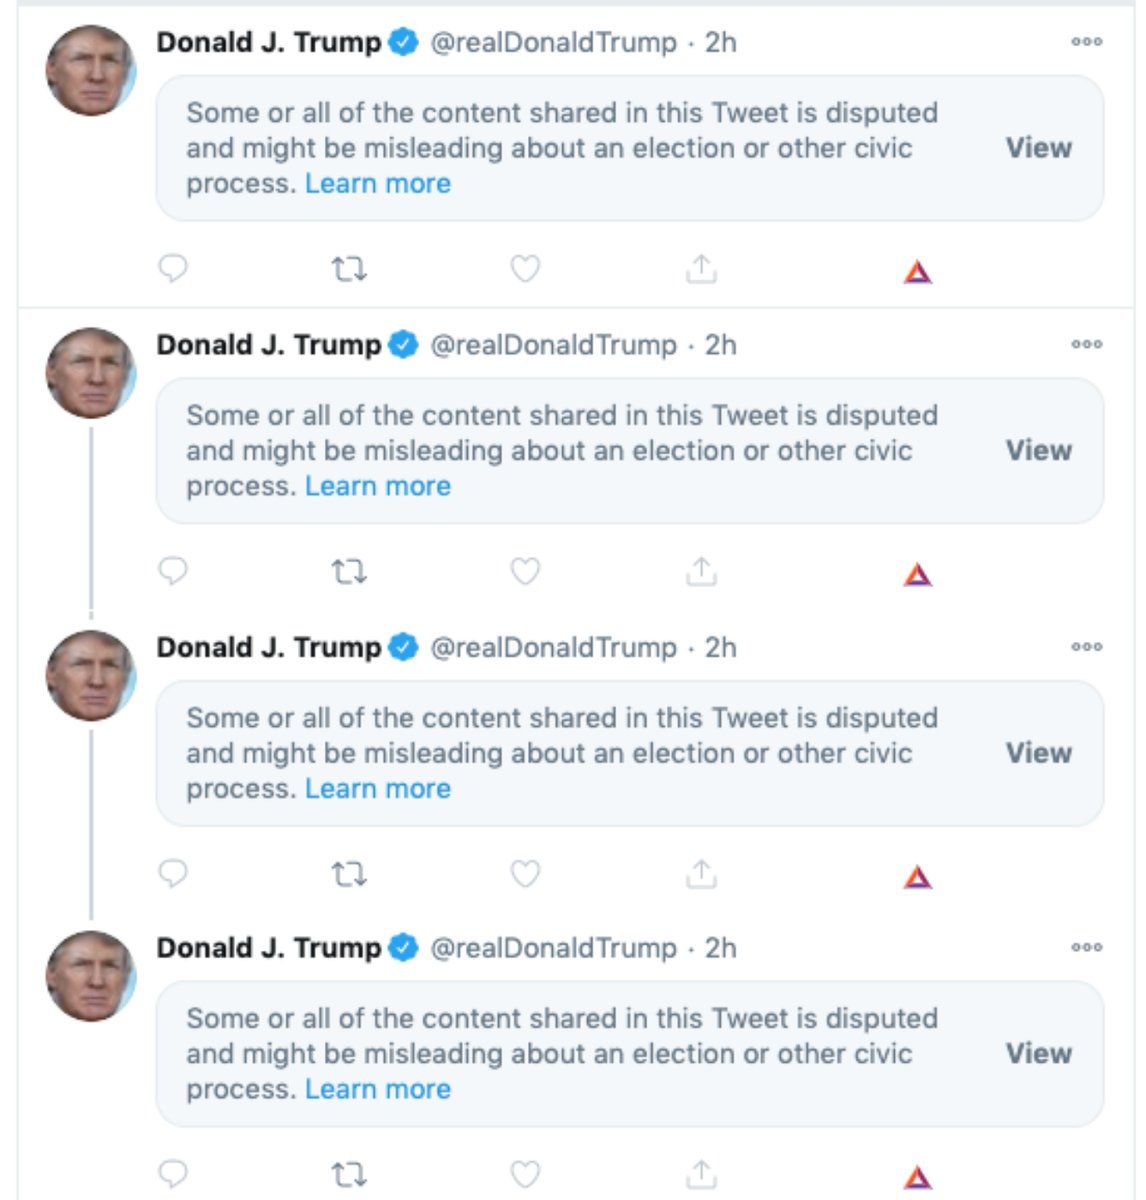 Donald J. Trump @realDonaldTrump · 2h
Some or all of the content shared in this Tweet is disputed
and might be misleading about an election or other civic View
process. Learn more
Donald J. Trump @realDonaldTrump · 2h
Some or all of the content shared in this Tweet is disputed
and might be misleading about an election or other civic View
process. Learn more
Donald J. Trump @realDonaldTrump · 2h
Some or all of the content shared in this Tweet is disputed
and might be misleading about an election or other civic View
process. Learn more
Donald J. Trump @realDonaldTrump · 2h
Some or all of the content shared in this Tweet is disputed
and might be misleading about an election or other civic View
process. Learn more